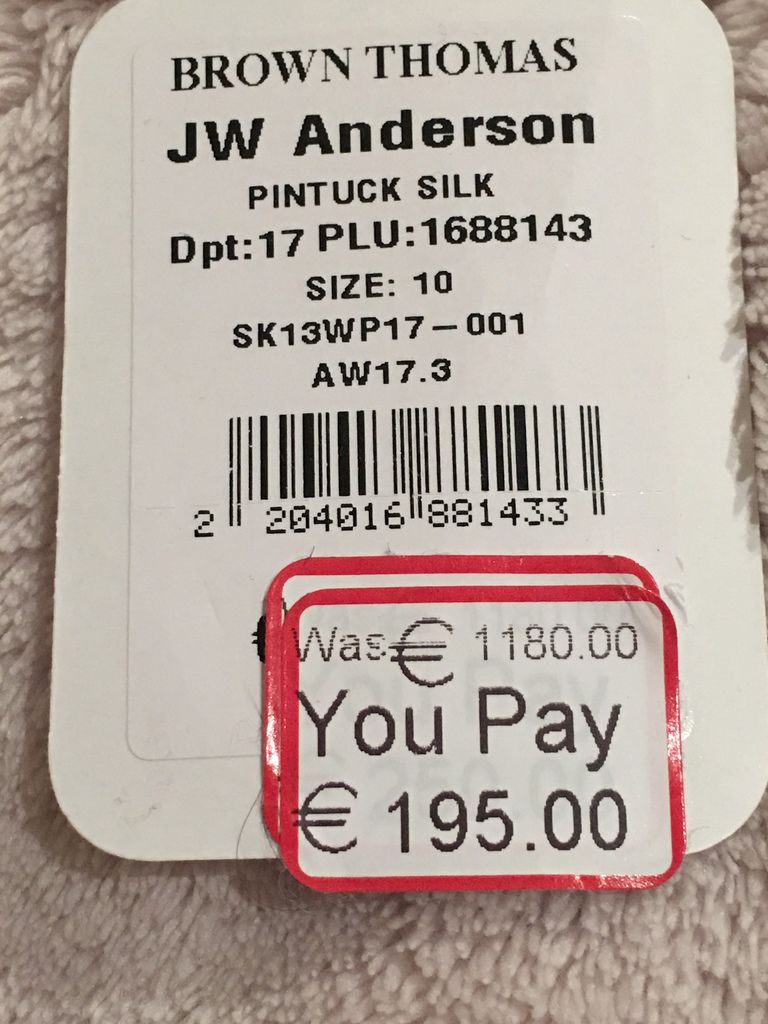 BROWN THOMAS
JW Anderson
PINTUCK SILK
Dpt:17 PLU:1688143
SIZE: 10
SK13WP17-001
AW17.3
2 204016 881433
Was € 1180.00
You Pay
€ 195.00